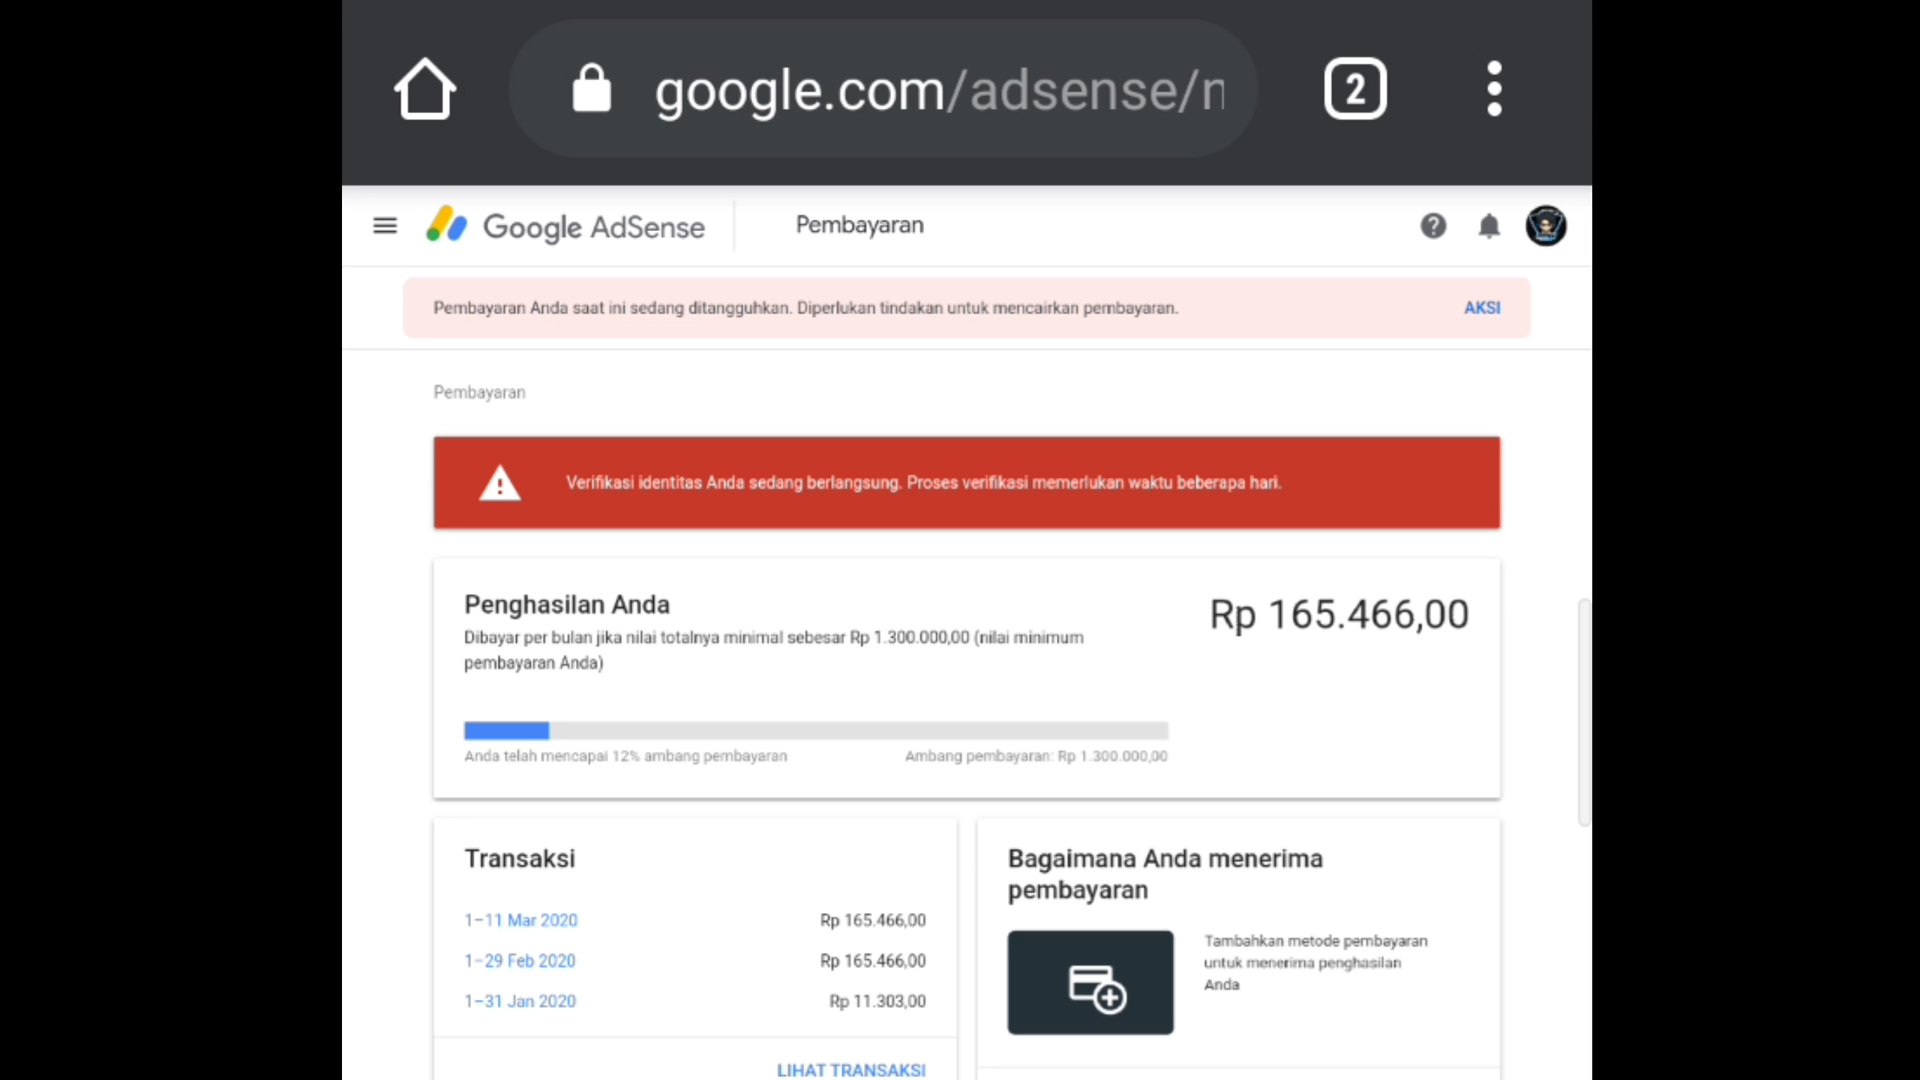 google.com/adsense/
2
Google AdSense
Pembayaran
Pembayaran Anda saat ini sedang ditangguhkan. Diperlukan tindakan untuk mencairkan pembayaran.
AKSI
Pembayaran
Verifikasi identitas Anda sedang berlangsung. Proses verifikasi memerlukan waktu beberapa hari.
Penghasilan Anda
Rp 165.466,00
Dibayar per bulan jika nilai totalnya minimal sebesar Rp 1.300.000,00 (nilai minimum
pembayaran Anda)
Anda telah mencapai 12% ambang pembayaran
Ambang pembayaran: Rp 1.300.000,00
Transaksi
1–11 Mar 2020 Rp 165.466,00
1–29 Feb 2020 Rp 165.466,00
1–31 Jan 2020 Rp 11.303,00
LIHAT TRANSAKSI
Bagaimana Anda menerima
pembayaran
Tambahkan metode pembayaran
untuk menerima penghasilan
Anda